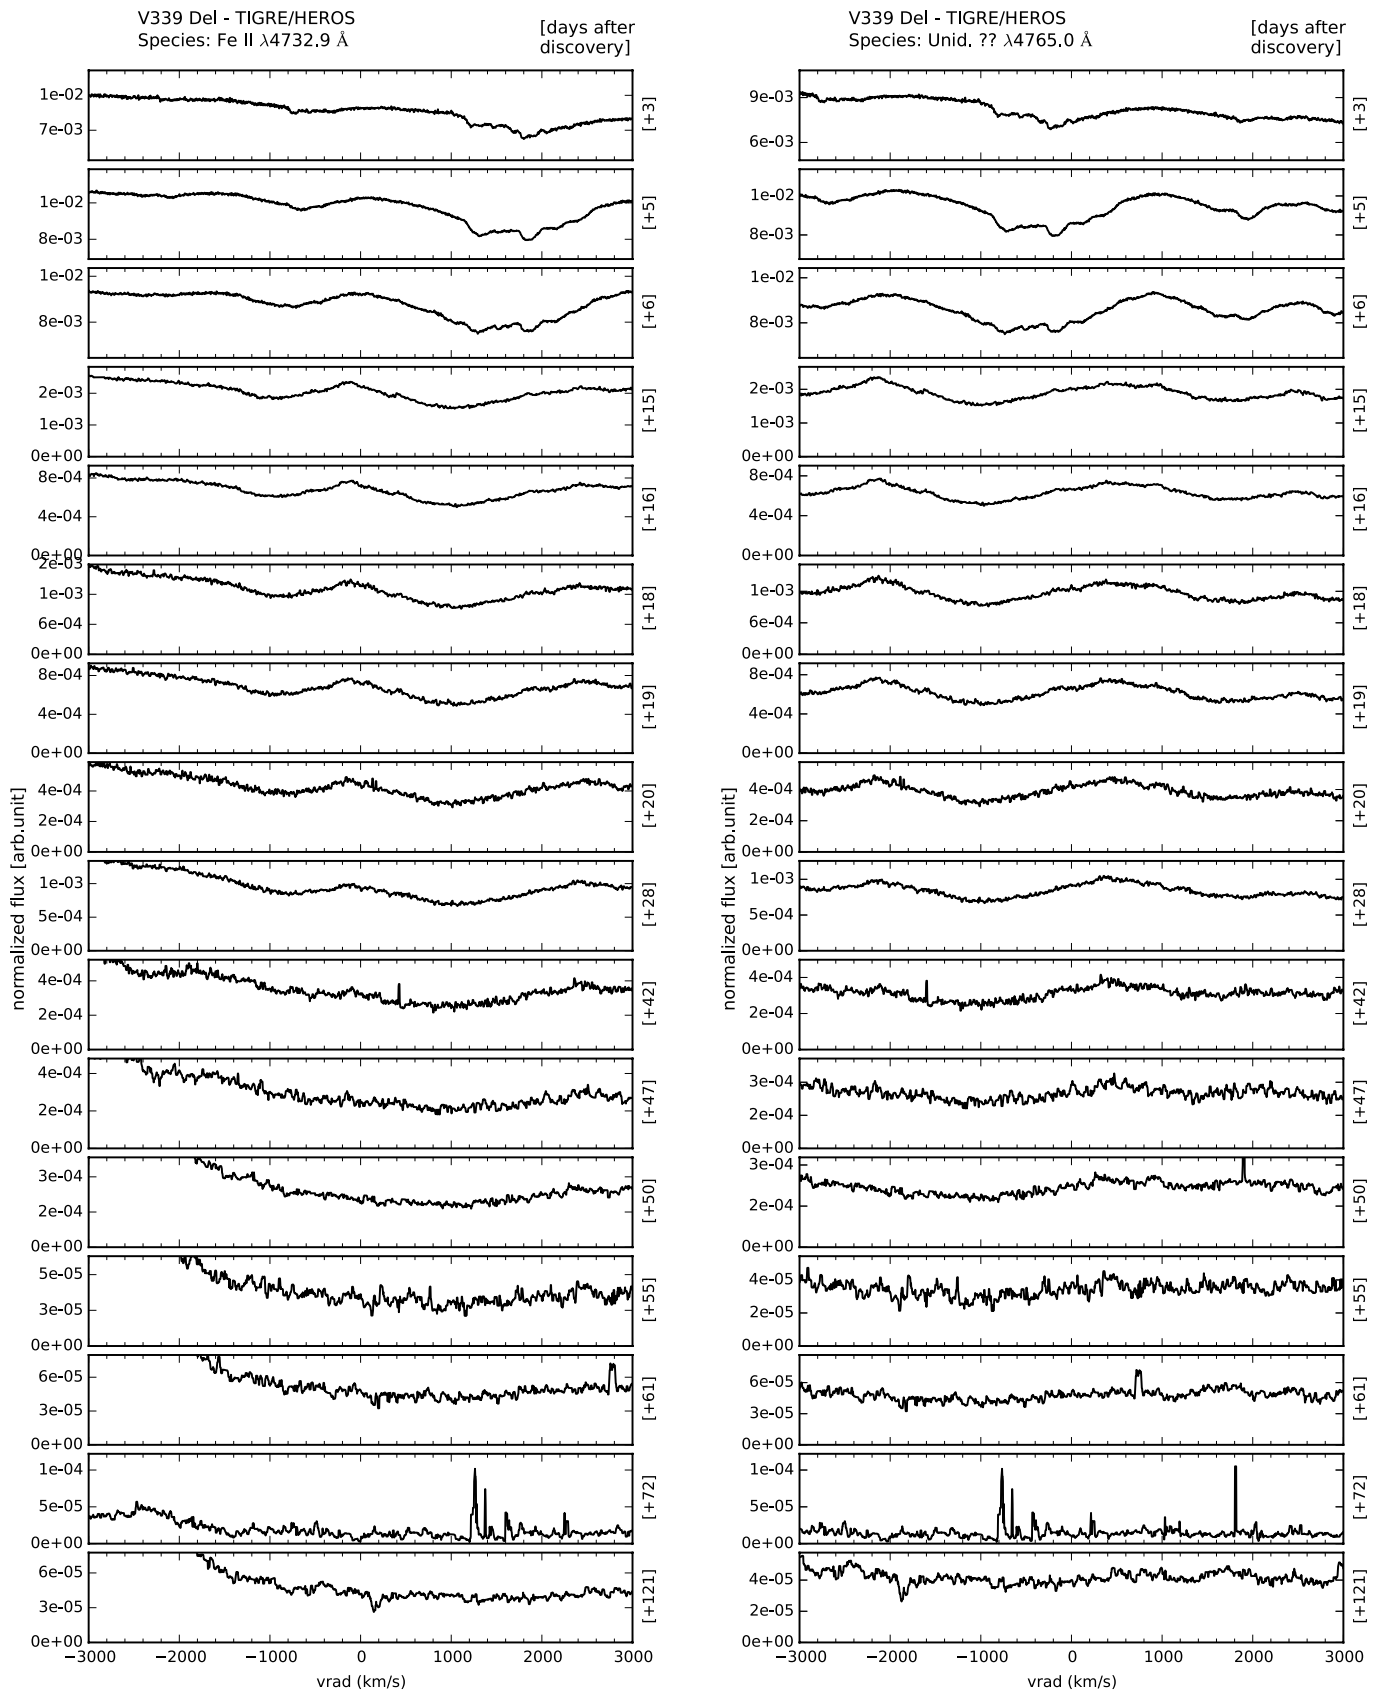 V339 Del - TIGRE/HEROS
Species: Fe II λ4732.9 Å
[days after
discovery]
1e-02
7e-03
[+3]
1e-02
8e-03
[+5]
1e-02
8e-03
[+6]
2e-03
1e-03
0e+00
[+15]
8e-04
4e-04
0e+00
[+16]
2e-03
1e-03
6e-04
0e+00
[+18]
8e-04
4e-04
0e+00
[+19]
4e-04
2e-04
0e+00
[+20]
1e-03
5e-04
0e+00
[+28]
4e-04
2e-04
0e+00
[+42]
4e-04
2e-04
0e+00
[+47]
3e-04
2e-04
0e+00
[+50]
5e-05
3e-05
0e+00
[+55]
6e-05
3e-05
0e+00
[+61]
1e-04
5e-05
0e+00
[+72]
6e-05
3e-05
0e+00
[+121]
normalized flux [arb.unit]
−3000 −2000 −1000 0 1000 2000 3000
vrad (km/s)
V339 Del - TIGRE/HEROS
Species: Unid. ?? λ4765.0 Å
[days after
discovery]
9e-03
6e-03
[+3]
1e-02
8e-03
[+5]
1e-02
8e-03
[+6]
2e-03
1e-03
0e+00
[+15]
8e-04
4e-04
0e+00
[+16]
1e-03
6e-04
0e+00
[+18]
8e-04
4e-04
0e+00
[+19]
4e-04
2e-04
0e+00
[+20]
1e-03
5e-04
0e+00
[+28]
4e-04
2e-04
0e+00
[+42]
3e-04
2e-04
0e+00
[+47]
3e-04
2e-04
0e+00
[+50]
4e-05
2e-05
0e+00
[+55]
6e-05
3e-05
0e+00
[+61]
1e-04
5e-05
0e+00
[+72]
4e-05
2e-05
0e+00
[+121]
normalized flux [arb.unit]
−3000 −2000 −1000 0 1000 2000 3000
vrad (km/s)